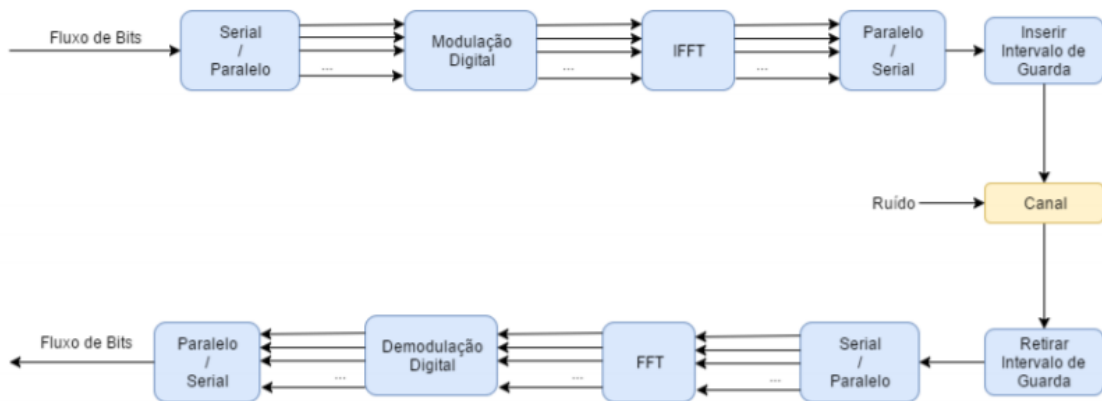 Fluxo de Bits
Serial
/
Paralelo
...
Modulação
Digital
...
IFFT
...
Paralelo
/
Serial
Inserir
Intervalo de
Guarda
Ruído
Canal
Fluxo de Bits
Paralelo
/
Serial
...
Demodulação
Digital
...
FFT
...
Serial
/
Paralelo
Retirar
Intervalo de
Guarda